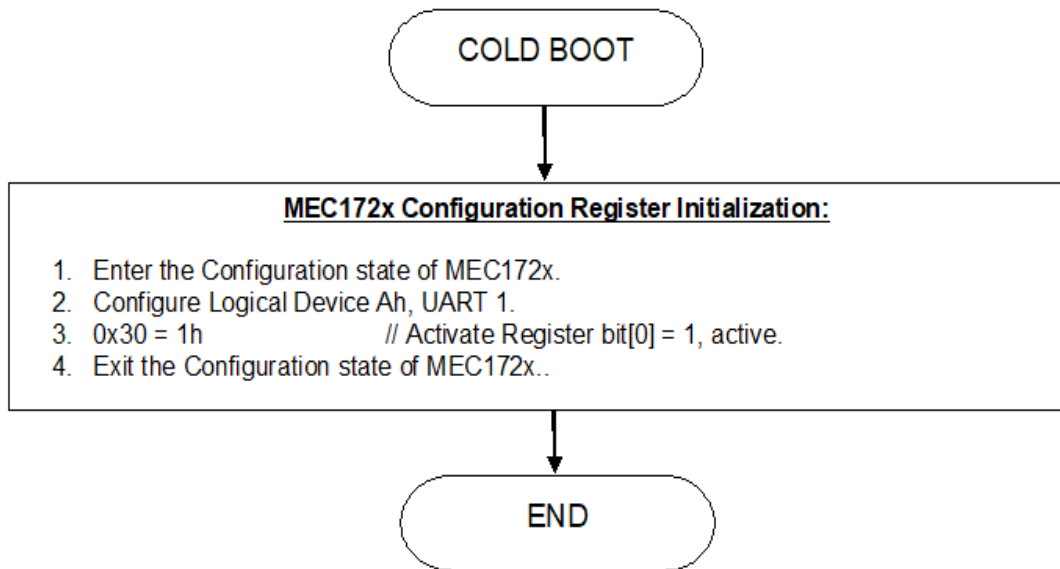 COLD BOOT
MEC172x Configuration Register Initialization:
1. Enter the Configuration state of MEC172x.
2. Configure Logical Device Ah, UART 1.
3. 0x30 = 1h // Activate Register bit[0] = 1, active.
4. Exit the Configuration state of MEC172x..
END